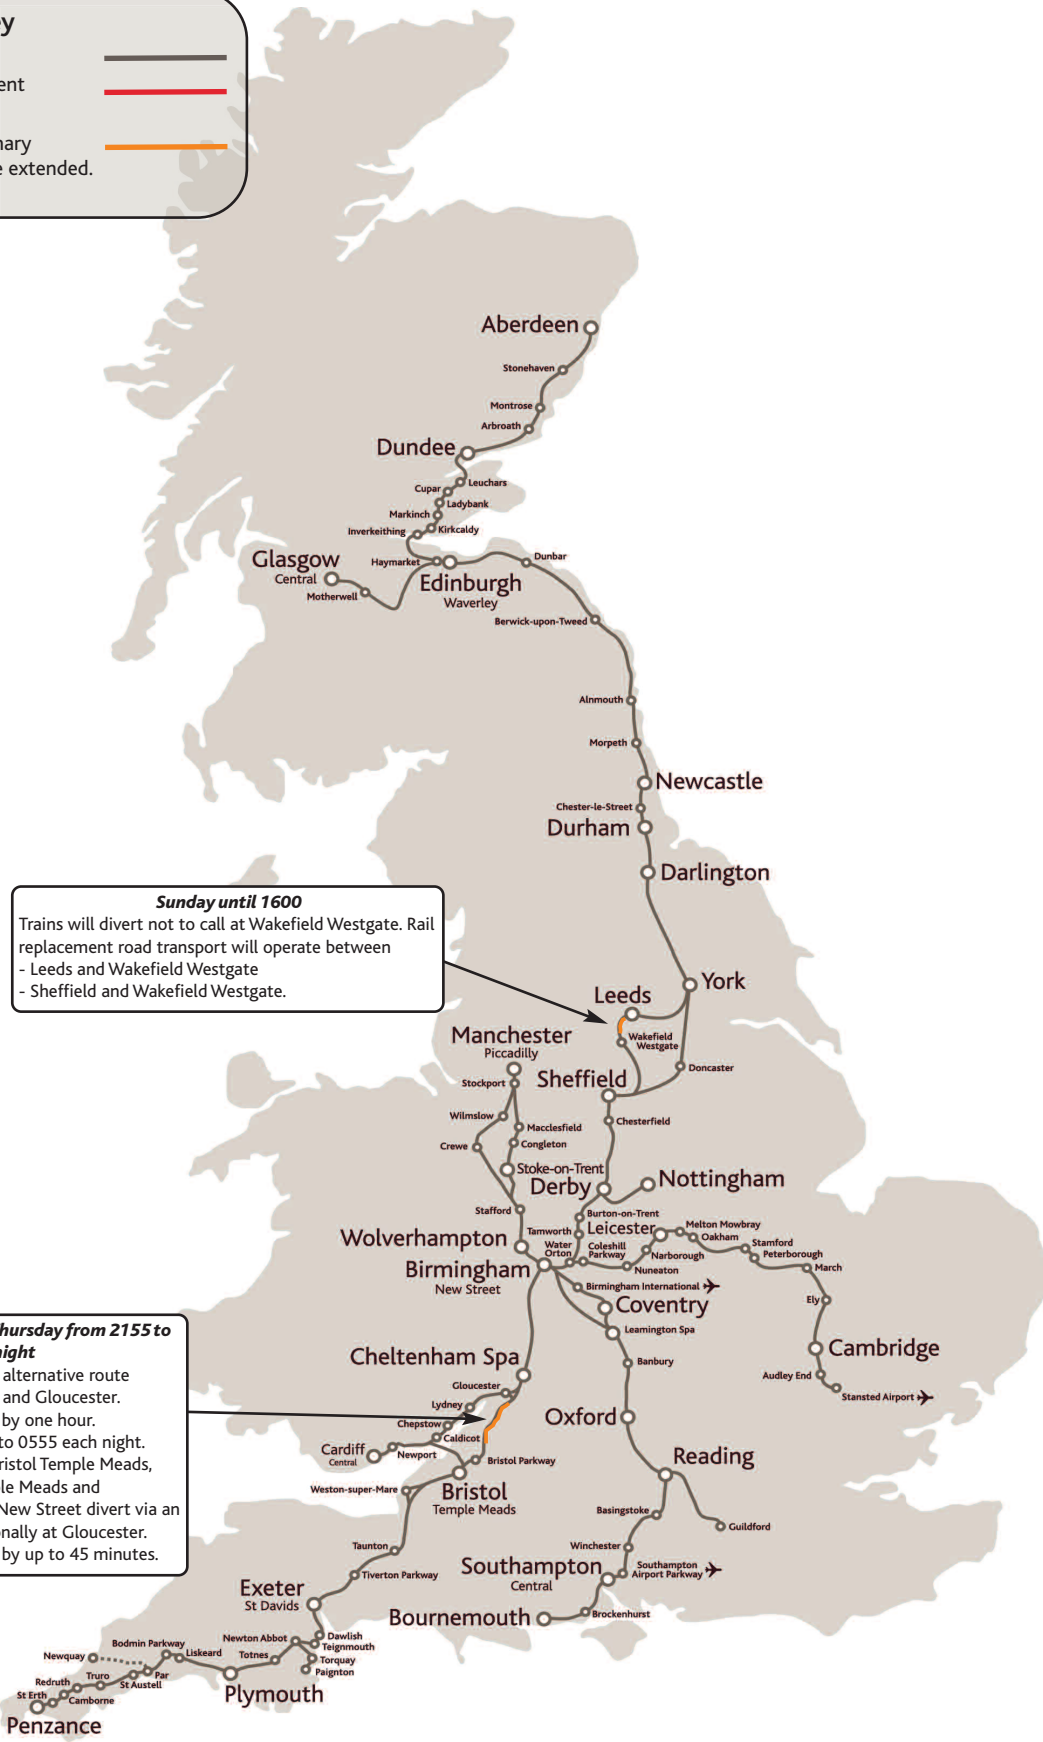 ey
ent
nary
e extended.
Aberdeen
Stonehaven
Montrose
Arbroath
Dundee
Leuchars
Cupar
Ladybank
Markinch
Kirkcaldy
Inverkeithing
Glasgow
Central
Haymarket
Dunbar
Motherwell
Edinburgh
Waverley
Berwick-upon-Tweed
Alnmouth
Morpeth
Newcastle
Chester-le-Street
Durham
Darlington
Sunday until 1600
Trains will divert not to call at Wakefield Westgate. Rail
replacement road transport will operate between
- Leeds and Wakefield Westgate
- Sheffield and Wakefield Westgate.
York
Leeds
Wakefield
Westgate
Manchester
Piccadilly
Doncaster
Stockport
Sheffield
Wilmslow
Macclesfield
Chesterfield
Crewe
Congleton
Stoke-on-Trent
Derby
Nottingham
Stafford
Burton-on-Trent
Tamworth
Leicester
Melton Mowbray
Oakham
Wolverhampton
Water
Orton
Coleshill
Parkway
Narborough
Stamford
Peterborough
Birmingham
New Street
Nuneaton
March
Birmingham International
Ely
Coventry
hursday from 2155 to
night
alternative route
and Gloucester.
by one hour.
to 0555 each night.
ristol Temple Meads,
ple Meads and
New Street divert via an
onally at Gloucester.
by up to 45 minutes.
Leamington Spa
Cheltenham Spa
Banbury
Cambridge
Gloucester
Audley End
Stansted Airport
Lydney
Chepstow
Oxford
Caldicot
Cardiff
Central
Newport
Bristol Parkway
Reading
Weston-super-Mare
Bristol
Temple Meads
Basingstoke
Guildford
Taunton
Winchester
Tiverton Parkway
Southampton
Central
Southampton
Airport Parkway
Exeter
St Davids
Bournemouth
Brockenhurst
Newton Abbot
Dawlish
Teignmouth
Bodmin Parkway
Liskeard
Totnes
Torquay
Paignton
Newquay
Par
Truro
St Austell
Redruth
Plymouth
St Erth
Camborne
Penzance